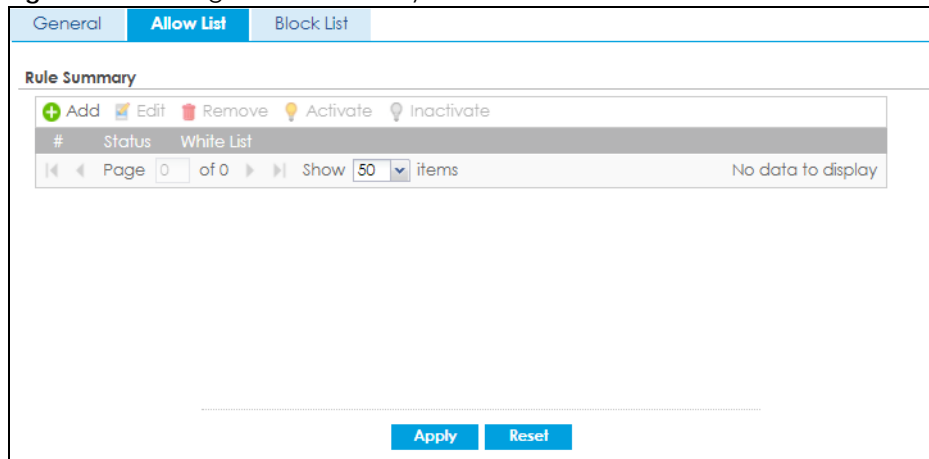 General Allow List Block List
Rule Summary
Add Edit Remove Activate Inactivate
# Status White List
Page 0 of 0 Show 50 items No data to display
Apply Reset